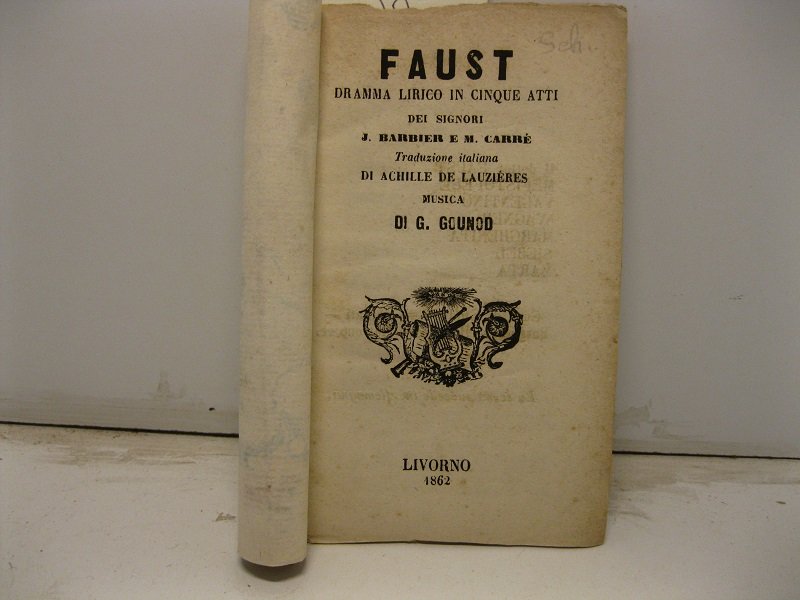 FAUST
DRAMMA LIRICO IN CINQUE ATTI
DEI SIGNORI
J. BARBIER E M. CARRÉ
Traduzione italiana
DI ACHILLE DE LAUZIÉRES
MUSICA
DI G. GOUNOD
LIVORNO
1862